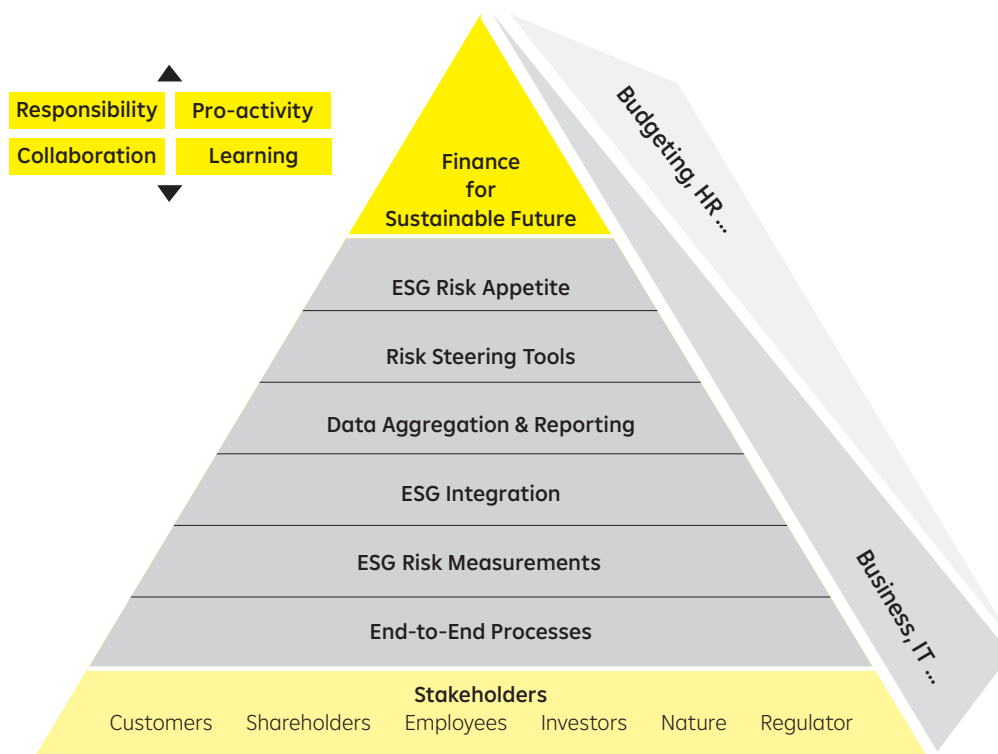 Responsibility Pro-activity
Collaboration Learning
Finance
for
Sustainable Future
Budgeting, HR ...
ESG Risk Appetite
Risk Steering Tools
Data Aggregation & Reporting
ESG Integration
ESG Risk Measurements
End-to-End Processes
Business, IT ...
Stakeholders
Customers Shareholders Employees Investors Nature Regulator